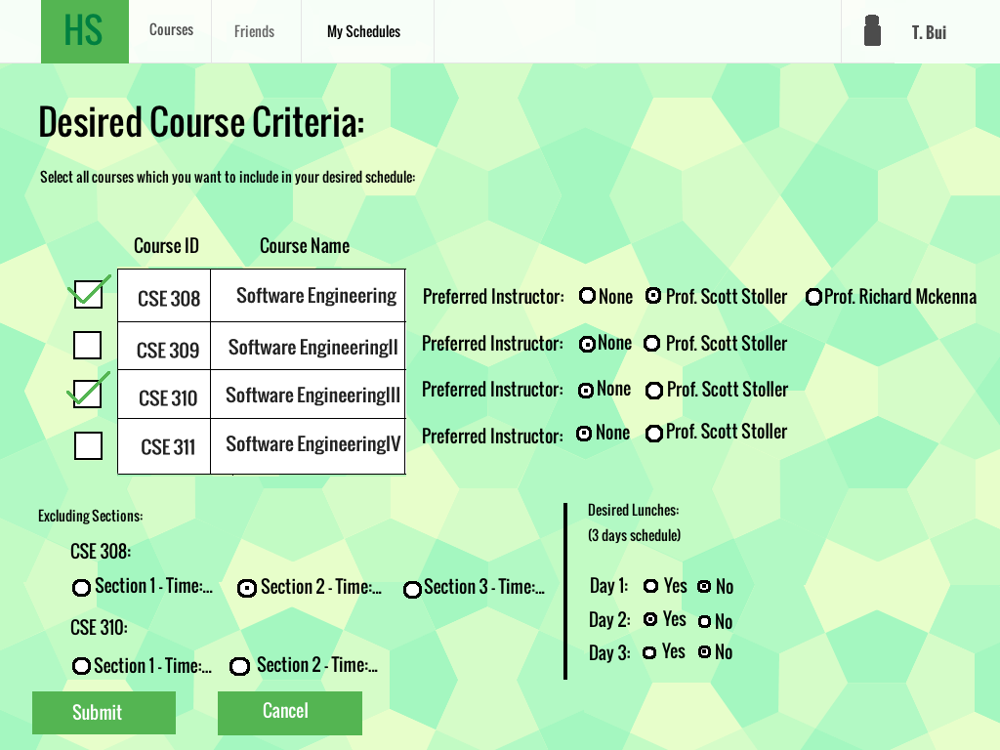 HS Courses Friends My Schedules T. Bui
Desired Course Criteria:
Select all courses which you want to include in your desired schedule:
Course ID Course Name
CSE 308 Software Engineering Preferred Instructor: None Prof. Scott Stoller Prof. Richard Mckenna
CSE 309 Software EngineeringII Preferred Instructor: None Prof. Scott Stoller
CSE 310 Software EngineeringIII Preferred Instructor: None Prof. Scott Stoller
CSE 311 Software EngineeringIV Preferred Instructor: None Prof. Scott Stoller
Excluding Sections:
CSE 308:
Section 1 - Time:... Section 2 - Time:... Section 3 - Time:...
CSE 310:
Section 1 - Time:... Section 2 - Time:...
Desired Lunches:
(3 days schedule)
Day 1: Yes No
Day 2: Yes No
Day 3: Yes No
Submit Cancel